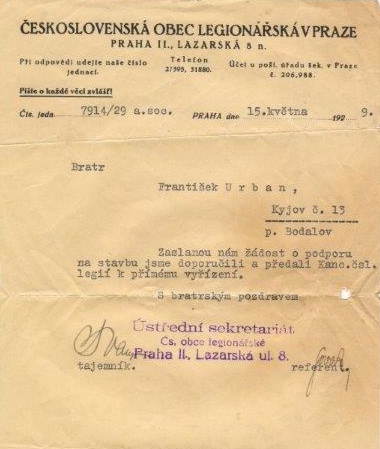 ČESKOSLOVENSKÁ OBEC LEGIONÁŘSKÁ V PRAZE
PRAHA II., LAZARSKÁ 8 n.
Při odpovědi udejte naše číslo jednací.
Telefon
27595, 31880.
Účet u pošt. úřadu šek. v Praze
č. 206.988.
Pište o každé věci zvlášť!
Čís. jedn. 7914/29 a.soc. PRAHA dne 15.května 192 9.
Bratr
František Urban,
Kyjov č. 13
p. Bodalov
Zaslanou nám žádost o podporu
na stavbu jsme doporučili a předali Kanc.čsl.
legií k přímému vyřízení.
S bratrským pozdravem
Ústřední sekretariát
Čs. obce legionářské
Praha II., Lazarská ul. 8.
tajemník. referent.